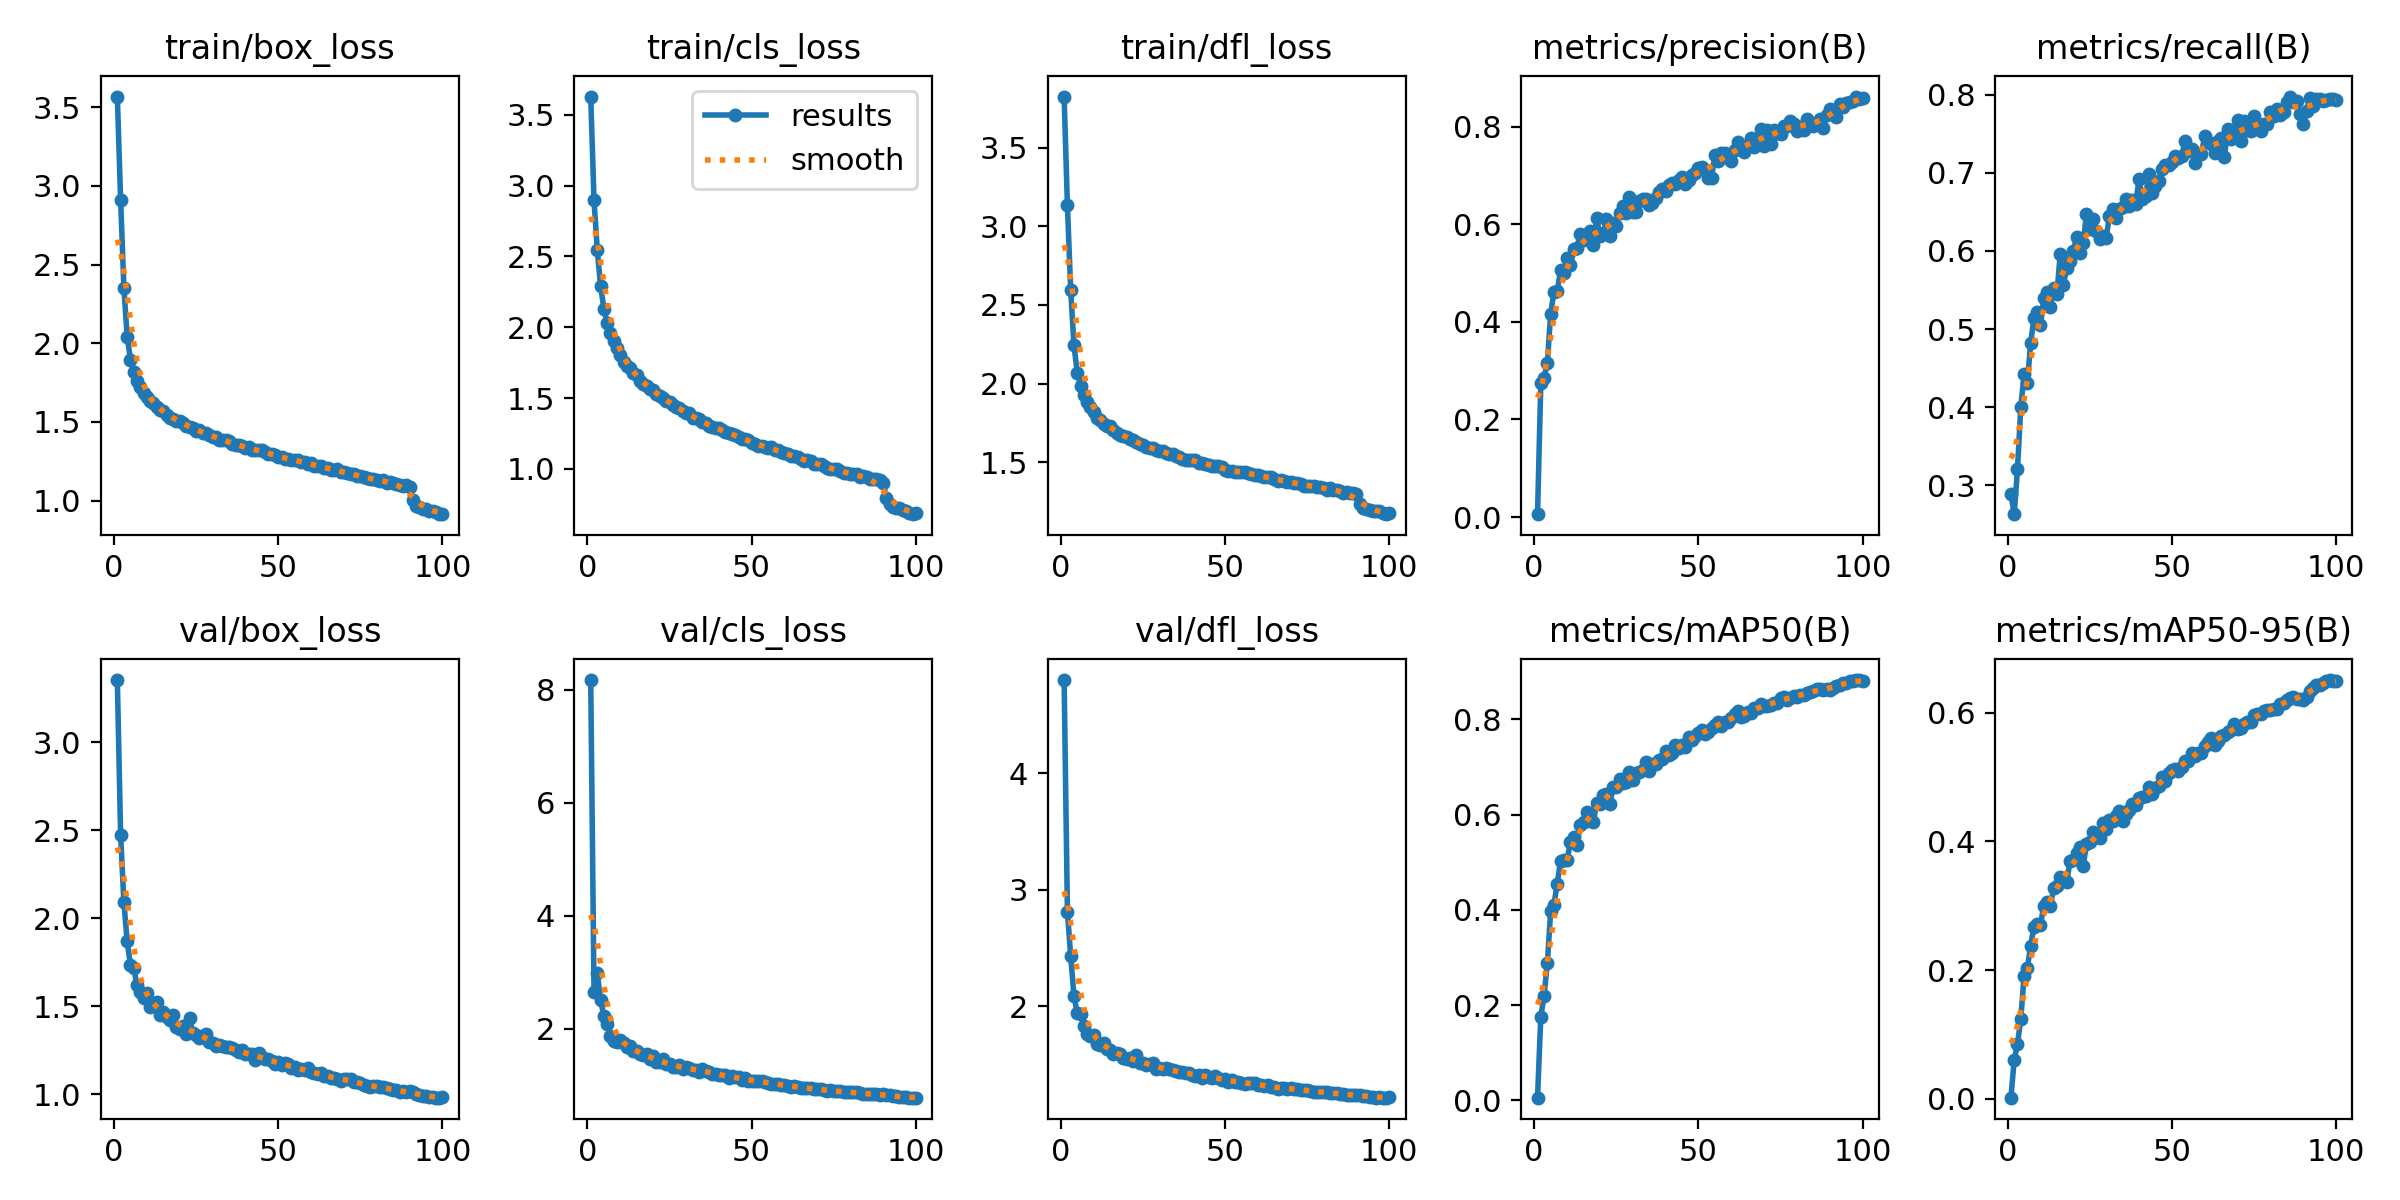 train/box_loss
3.5
3.0
2.5
2.0
1.5
1.0
0 50 100
train/cls_loss
results
smooth
3.5
3.0
2.5
2.0
1.5
1.0
0 50 100
train/dfl_loss
3.5
3.0
2.5
2.0
1.5
0 50 100
metrics/precision(B)
0.8
0.6
0.4
0.2
0.0
0 50 100
metrics/recall(B)
0.8
0.7
0.6
0.5
0.4
0.3
0 50 100
val/box_loss
3.0
2.5
2.0
1.5
1.0
0 50 100
val/cls_loss
8
6
4
2
0 50 100
val/dfl_loss
4
3
2
0 50 100
metrics/mAP50(B)
0.8
0.6
0.4
0.2
0.0
0 50 100
metrics/mAP50-95(B)
0.6
0.4
0.2
0.0
0 50 100